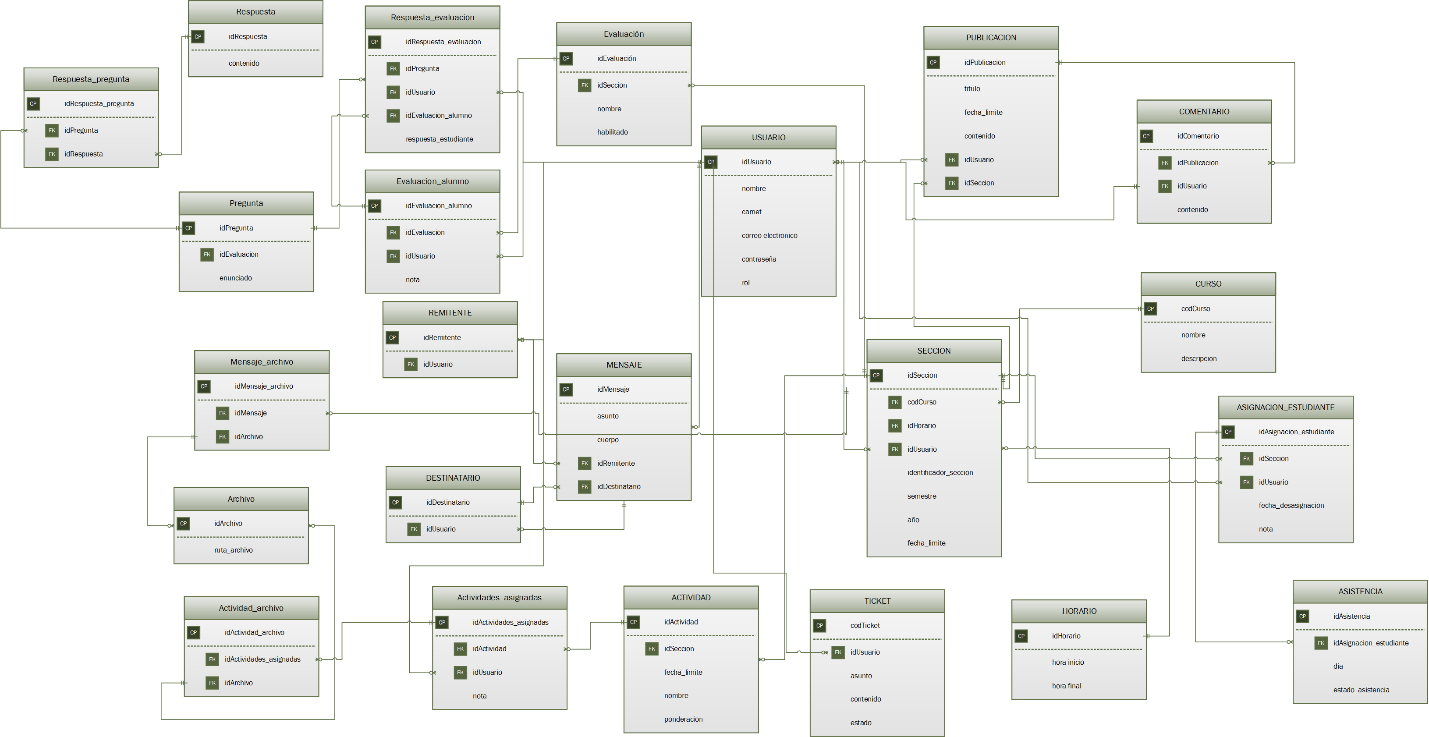 Respuesta
CP idRespuesta
contenido
Respuesta_pregunta
CP idRespuesta_pregunta
FK idPregunta
FK idRespuesta
Pregunta
CP idPregunta
FK idEvaluacion
enunciado
Respuesta_evaluacion
CP idRespuesta_evaluacion
FK idPregunta
FK idUsuario
FK idEvaluacion_alumno
respuesta_estudiante
Evaluacion_alumno
CP idEvaluacion_alumno
FK idEvaluacion
FK idUsuario
nota
Evaluación
CP idEvaluación
FK idSeccion
nombre
habilitado
USUARIO
CP idUsuario
nombre
carnet
correo electrónico
contraseña
rol
PUBLICACION
CP idPublicacion
titulo
fecha_limite
contenido
FK idUsuario
FK idSeccion
COMENTARIO
CP idComentario
FK idPublicacion
FK idUsuario
contenido
CURSO
CP codCurso
nombre
descripcion
REMITENTE
CP idRemitente
FK idUsuario
Mensaje_archivo
CP idMensaje_archivo
FK idMensaje
FK idArchivo
MENSAJE
CP idMensaje
asunto
cuerpo
FK idRemitente
FK idDestinatario
SECCION
CP idSeccion
FK codCurso
FK idHorario
FK idUsuario
identificador_seccion
semestre
año
fecha_limite
ASIGNACION_ESTUDIANTE
CP idAsignacion_estudiante
FK idSeccion
FK idUsuario
fecha_desasignación
nota
DESTINATARIO
CP idDestinatario
FK idUsuario
Archivo
CP idArchivo
ruta_archivo
Actividad_archivo
CP idActividad_archivo
FK idActividades_asignadas
FK idArchivo
Actividades_asignadas
CP idActividades_asignadas
FK idActividad
FK idUsuario
nota
ACTIVIDAD
CP idActividad
FK idSeccion
fecha_limite
nombre
ponderacion
TICKET
CP codTicket
FK idUsuario
asunto
contenido
estado
HORARIO
CP idHorario
hora inicio
hora final
ASISTENCIA
CP idAsistencia
FK idAsignacion_estudiante
dia
estado_asistencia